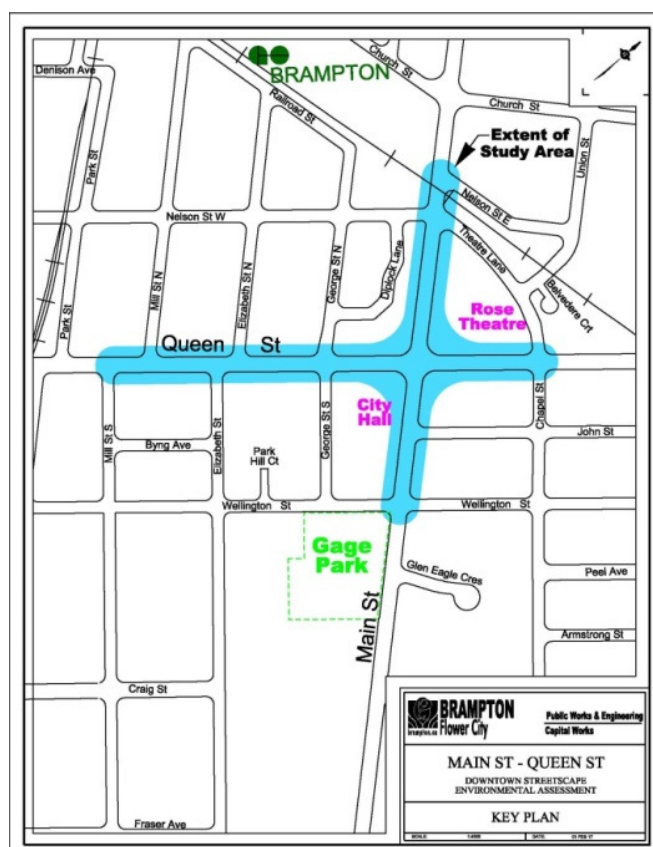 BRAMPTON
Church St
Denison Ave
Railroad St
Church St
Extent of
Study Area
Union St
Park St
Nelson St E
Nelson St W
Theatre Lane
Diplock Lane
George St N
Mill St N
Elizabeth St N
Belvedere Crt
Rose
Theatre
Park St
Queen St
City
Hall
Chapel St
Mill St S
Byng Ave
Elizabeth St
George St S
John St
Park
Hill Ct
Wellington St
Wellington St
Gage
Park
Glen Eagle Cres
Peel Ave
Main St
Armstrong St
Craig St
Fraser Ave
BRAMPTON
brampton.ca
Flower City
Public Works & Engineering
Capital Works
MAIN ST - QUEEN ST
DOWNTOWN STREETSCAPE
ENVIRONMENTAL ASSESSMENT
KEY PLAN
SCALE:
DATE: